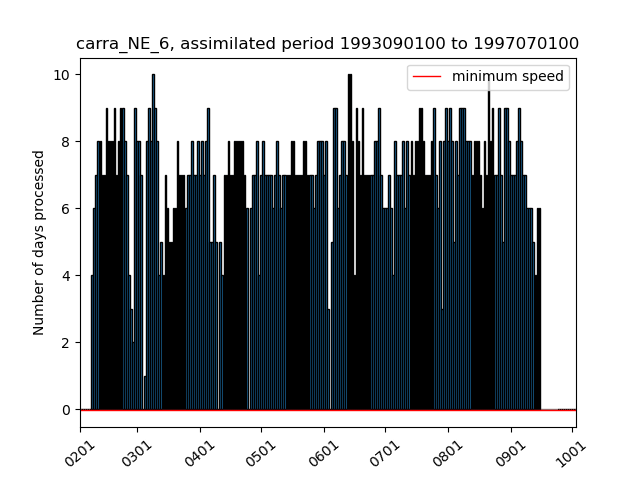 carra_NE_6, assimilated period 1993090100 to 1997070100
minimum speed
Number of days processed
10
8
6
4
2
0
0201 0301 0401 0501 0601 0701 0801 0901 1001